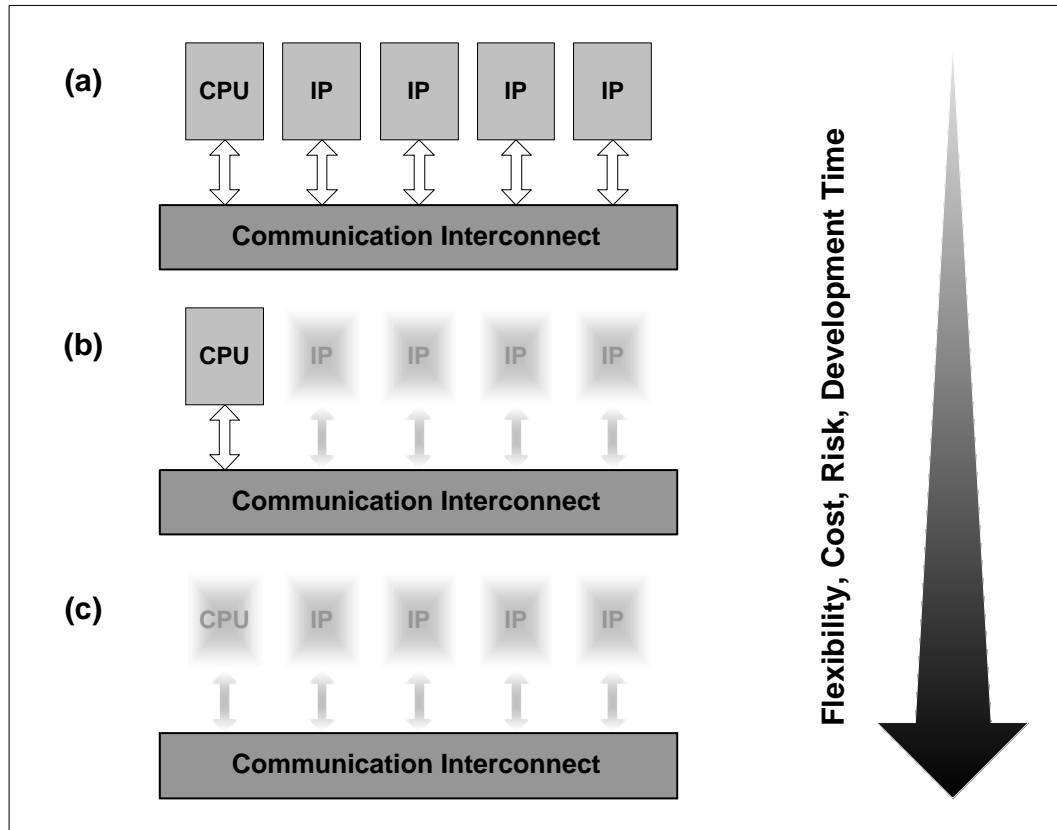 (a)
CPU IP IP IP IP
Communication Interconnect
(b)
CPU IP IP IP IP
Communication Interconnect
(c)
CPU IP IP IP IP
Communication Interconnect
Flexibility, Cost, Risk, Development Time